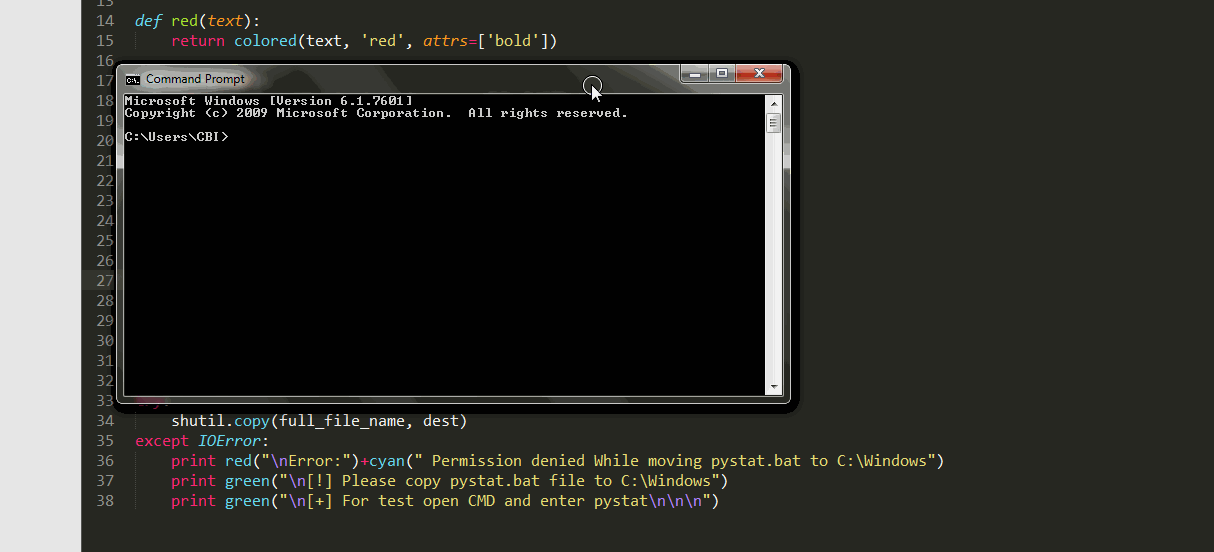 13
14 def red(text):
15 return colored(text, 'red', attrs=['bold'])
16
17 Command Prompt
18 Microsoft Windows [Version 6.1.7601]
19 Copyright (c) 2009 Microsoft Corporation.  All rights reserved.
20 C:\Users\CBI>
21
22
23
24
25
26
27
28
29
30
31
32
33
34 shutil.copy(full_file_name, dest)
35 except IOError:
36 print red("\nError:")+cyan(" Permission denied While moving pystat.bat to C:\Windows")
37 print green("\n[!] Please copy pystat.bat file to C:\Windows")
38 print green("\n[+] For test open CMD and enter pystat\n\n\n")